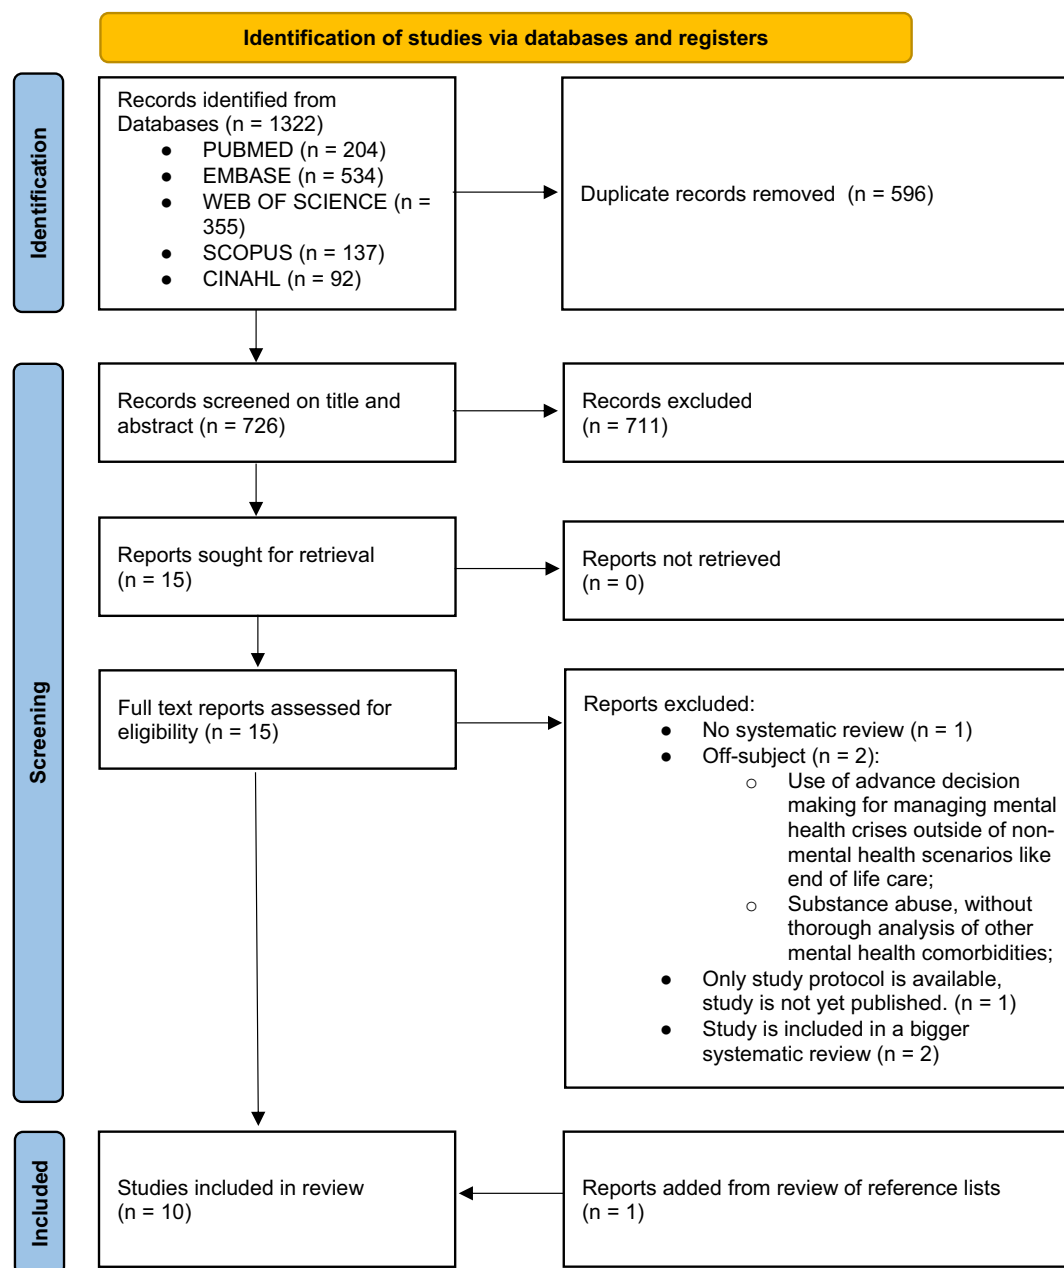 Identification of studies via databases and registers
Identification
Records identified from
Databases (n = 1322)
● PUBMED (n = 204)
● EMBASE (n = 534)
● WEB OF SCIENCE (n =
355)
● SCOPUS (n = 137)
● CINAHL (n = 92)
Duplicate records removed (n = 596)
Screening
Records screened on title and
abstract (n = 726)
Records excluded
(n = 711)
Reports sought for retrieval
(n = 15)
Reports not retrieved
(n = 0)
Full text reports assessed for
eligibility (n = 15)
Reports excluded:
● No systematic review (n = 1)
● Off-subject (n = 2):
○ Use of advance decision
making for managing mental
health crises outside of non-
mental health scenarios like
end of life care;
○ Substance abuse, without
thorough analysis of other
mental health comorbidities;
● Only study protocol is available,
study is not yet published. (n = 1)
● Study is included in a bigger
systematic review (n = 2)
Included
Studies included in review
(n = 10)
Reports added from review of reference lists
(n = 1)